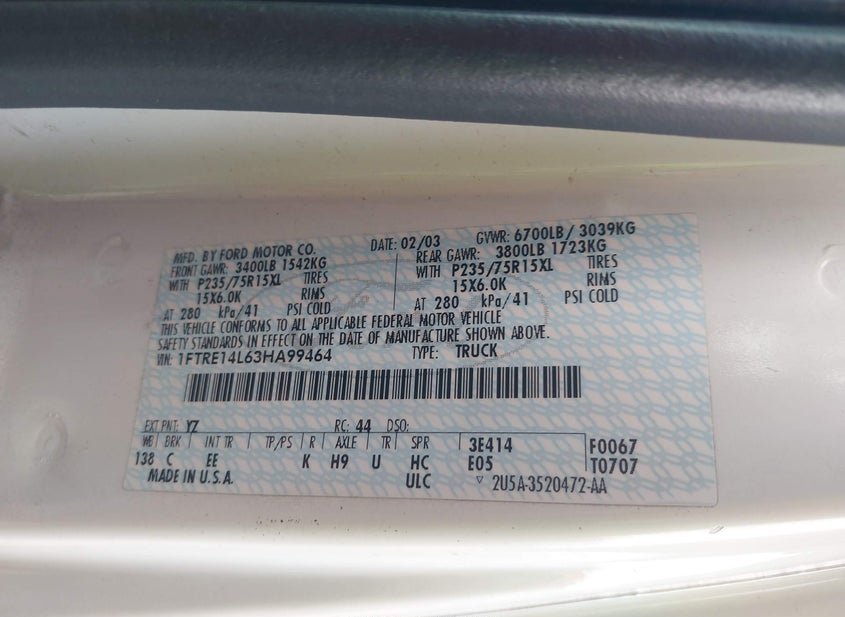 MFD. BY FORD MOTOR CO. DATE: 02/03 GVWR: 6700LB/ 3039KG
FRONT GAWR: 3400LB 1542KG REAR GAWR: 3800LB 1723KG
WITH P235/75R15XL TIRES WITH P235/75R15XL TIRES
15X6.0K RIMS 15X6.0K RIMS
AT 280 kPa/41 PSI COLD AT 280 kPa/41 PSI COLD
THIS VEHICLE CONFORMS TO ALL APPLICABLE FEDERAL MOTOR VEHICLE
SAFETY STANDARDS IN EFFECT ON THE DATE OF MANUFACTURE SHOWN ABOVE.
VIN: 1FTRE14L63HA99464 TYPE: TRUCK
EXT PNT: YZ RC: 44 DSO:
WB BRK INT TR TP/PS R AXLE TR SPR 3E414 F0067
138 C EE K H9 U HC E05 T0707
MADE IN U.S.A. ULC ▽ 2U5A-3520472-AA